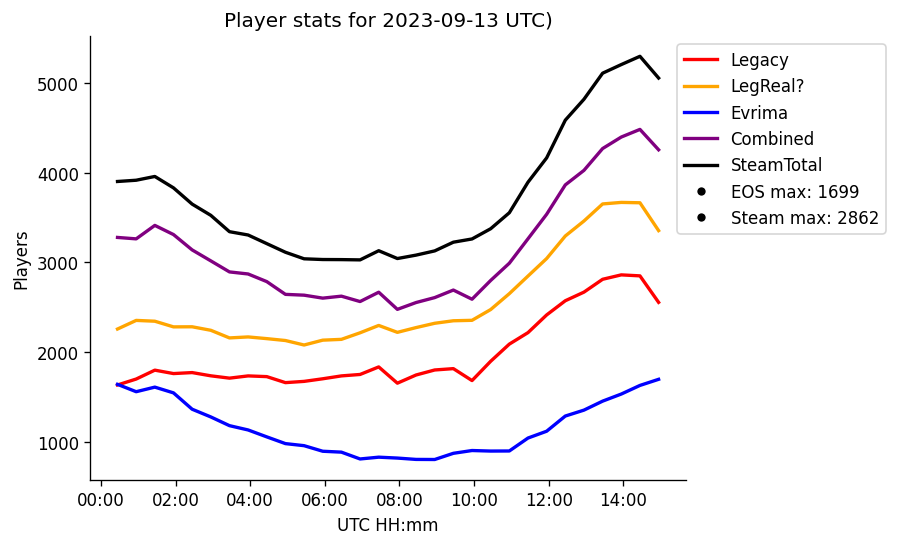 Player stats for 2023-09-13 UTC)
Legacy
LegReal?
Evrima
Combined
SteamTotal
EOS max: 1699
Steam max: 2862
Players
5000
4000
3000
2000
1000
00:00 02:00 04:00 06:00 08:00 10:00 12:00 14:00
UTC HH:mm